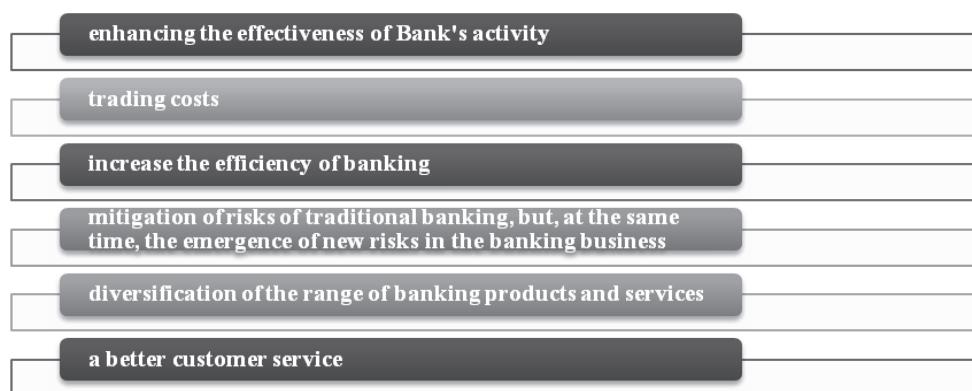 enhancing the effectiveness of Bank's activity
trading costs
increase the efficiency of banking
mitigation of risks of traditional banking, but, at the same
time, the emergence of new risks in the banking business
diversification of the range of banking products and services
a better customer service